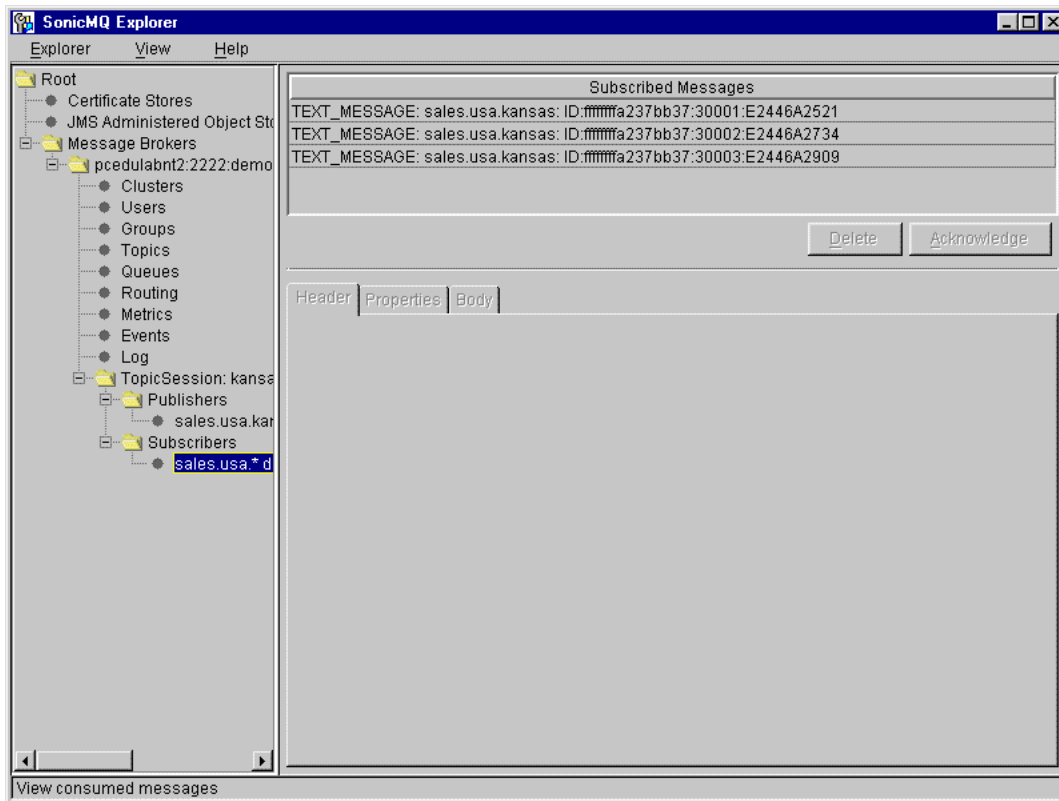 SonicMQ Explorer
Explorer View Help
Root
Certificate Stores
JMS Administered Object Sto
Message Brokers
pcedulabnt2:2222:demo
Clusters
Users
Groups
Topics
Queues
Routing
Metrics
Events
Log
TopicSession: kansa
Publishers
sales.usa.kan
Subscribers
sales.usa.* d
Subscribed Messages
TEXT_MESSAGE: sales.usa.kansas: ID:ffffffffa237bb37:30001:E2446A2521
TEXT_MESSAGE: sales.usa.kansas: ID:ffffffffa237bb37:30002:E2446A2734
TEXT_MESSAGE: sales.usa.kansas: ID:ffffffffa237bb37:30003:E2446A2909
Delete Acknowledge
Header Properties Body
View consumed messages